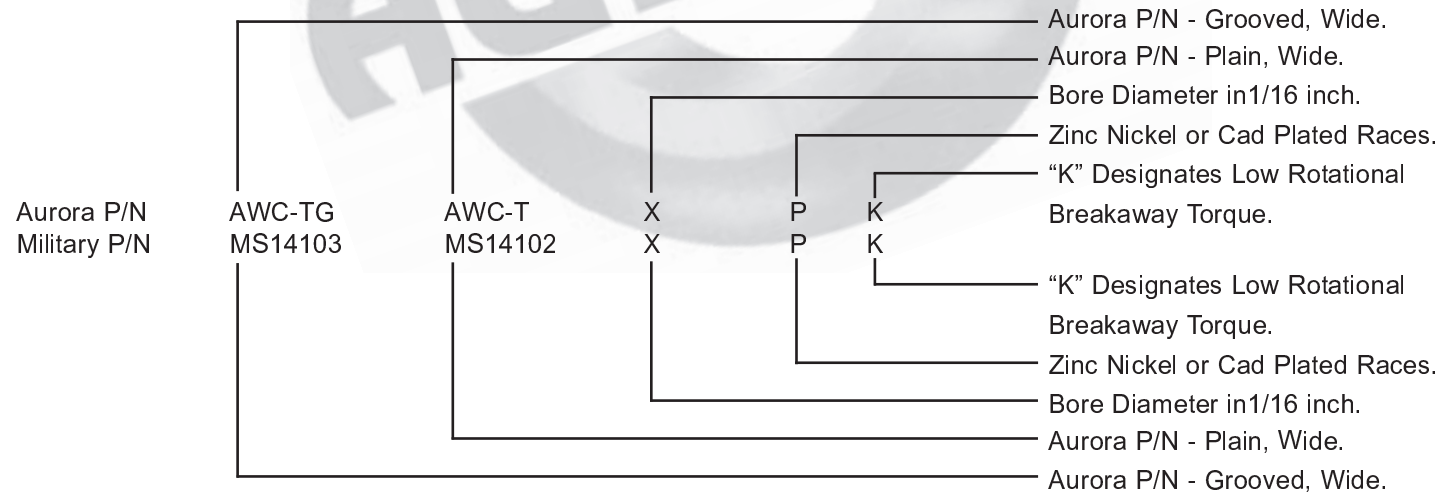 Aurora P/N - Grooved, Wide.
Aurora P/N - Plain, Wide.
Bore Diameter in1/16 inch.
Zinc Nickel or Cad Plated Races.
“K” Designates Low Rotational
Breakaway Torque.
Aurora P/N AWC-TG AWC-T X P K
Military P/N MS14103 MS14102 X P K
“K” Designates Low Rotational
Breakaway Torque.
Zinc Nickel or Cad Plated Races.
Bore Diameter in1/16 inch.
Aurora P/N - Plain, Wide.
Aurora P/N - Grooved, Wide.